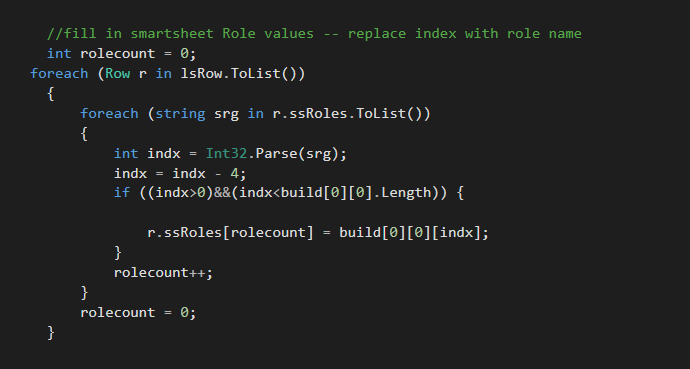 //fill in smartsheet Role values -- replace index with role name
int rolecount = 0;
foreach (Row r in lsRow.ToList())
{
foreach (string srg in r.ssRoles.ToList())
{
int indx = Int32.Parse(srg);
indx = indx - 4;
if ((indx>0)&&(indx<build[0][0].Length)) {
r.ssRoles[rolecount] = build[0][0][indx];
}
rolecount++;
}
rolecount = 0;
}